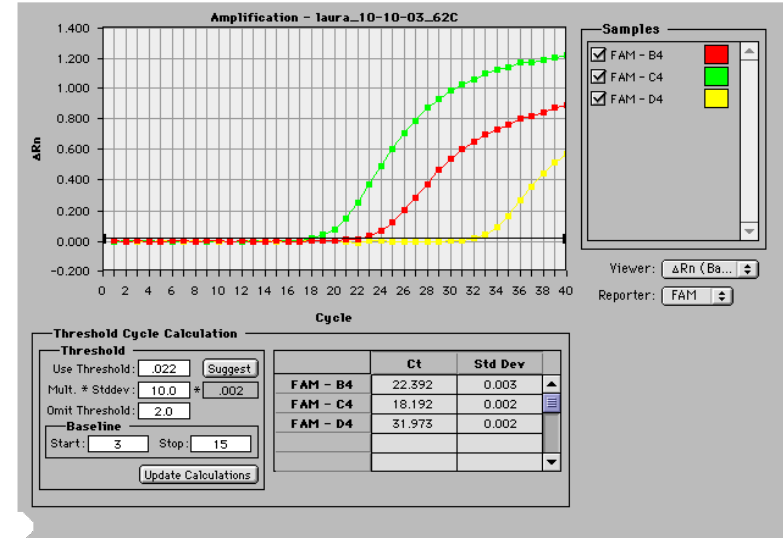 Amplification - laura_10-10-03_62C
1.400
1.200
1.000
0.800
0.600
0.400
0.200
0.000
-0.200
ΔRn
0 2 4 6 8 10 12 14 16 18 20 22 24 26 28 30 32 34 36 38 40
Cycle
Samples
FAM - B4
FAM - C4
FAM - D4
Viewer: ΔRn (Ba...
Reporter: FAM
Threshold Cycle Calculation
Threshold
Use Threshold: .022 Suggest
Mult. * Stddev: 10.0 * .002
Omit Threshold: 2.0
Baseline
Start: 3 Stop: 15
Update Calculations
Ct Std Dev
FAM - B4 22.392 0.003
FAM - C4 18.192 0.002
FAM - D4 31.973 0.002